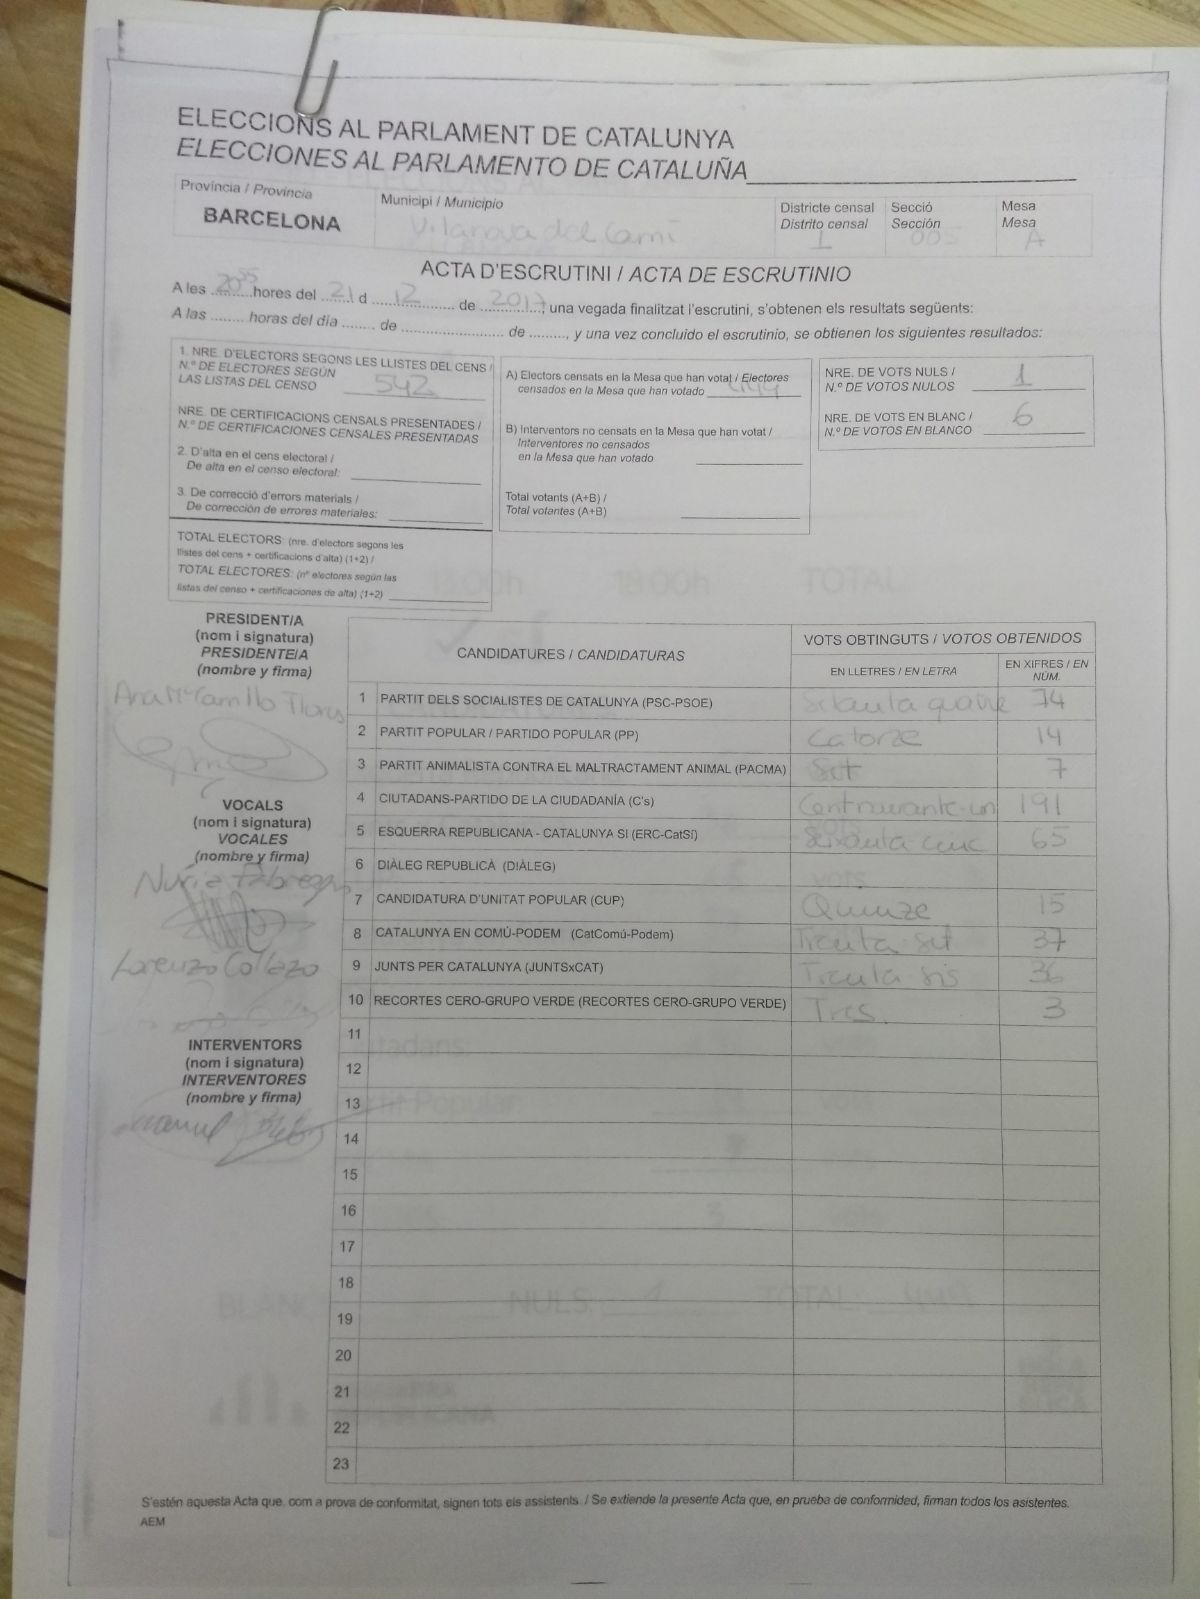 ELECCIONS AL PARLAMENT DE CATALUNYA
ELECCIONES AL PARLAMENTO DE CATALUÑA
Província / Provincia
BARCELONA
Municipi / Municipio
Vilanova del Camí
Districte censal
Distrito censal
1
Secció
Sección
005
Mesa
Mesa
A
ACTA D'ESCRUTINI / ACTA DE ESCRUTINIO
A les 20:55 hores del 21 d 12 de 2017, una vegada finalitzat l'escrutini, s'obtenen els resultats següents:
A las ........ horas del día ........ de ...................... de ........., y una vez concluido el escrutinio, se obtienen los siguientes resultados:
1. NRE. D'ELECTORS SEGONS LES LLISTES DEL CENS /
N.º DE ELECTORES SEGÚN
LAS LISTAS DEL CENSO 542
NRE. DE CERTIFICACIONS CENSALS PRESENTADES /
N.º DE CERTIFICACIONES CENSALES PRESENTADAS
2. D'alta en el cens electoral /
De alta en el censo electoral:
3. De correcció d'errors materials /
De corrección de errores materiales:
TOTAL ELECTORS: (nre. d'electors segons les
llistes del cens + certificacions d'alta) (1+2) /
TOTAL ELECTORES: (nº electores según las
listas del censo + certificaciones de alta) (1+2)
A) Electors censats en la Mesa que han votat / Electores
censados en la Mesa que han votado 449
B) Interventors no censats en la Mesa que han votat /
Interventores no censados
en la Mesa que han votado
Total votants (A+B) /
Total votantes (A+B)
NRE. DE VOTS NULS /
N.º DE VOTOS NULOS 1
NRE. DE VOTS EN BLANC /
N.º DE VOTOS EN BLANCO 6
PRESIDENT/A
(nom i signatura)
PRESIDENTE/A
(nombre y firma)
Ana Mª Carrillo Flores
VOCALS
(nom i signatura)
VOCALES
(nombre y firma)
Núria Fàbregas
Lorenzo Collazo
INTERVENTORS
(nom i signatura)
INTERVENTORES
(nombre y firma)
CANDIDATURES / CANDIDATURAS
VOTS OBTINGUTS / VOTOS OBTENIDOS
EN LLETRES / EN LETRA
EN XIFRES / EN NÚM.
1 PARTIT DELS SOCIALISTES DE CATALUNYA (PSC-PSOE) Setanta quatre 74
2 PARTIT POPULAR / PARTIDO POPULAR (PP) Catorze 14
3 PARTIT ANIMALISTA CONTRA EL MALTRACTAMENT ANIMAL (PACMA) Set 7
4 CIUTADANS-PARTIDO DE LA CIUDADANÍA (C's) 191
5 ESQUERRA REPUBLICANA - CATALUNYA SI (ERC-CatSí) Seixanta cinc 65
6 DIÀLEG REPUBLICÀ (DIÀLEG)
7 CANDIDATURA D'UNITAT POPULAR (CUP) Quinze 15
8 CATALUNYA EN COMÚ-PODEM (CatComú-Podem) Trenta-set 37
9 JUNTS PER CATALUNYA (JUNTSxCAT) Trenta-sis 36
10 RECORTES CERO-GRUPO VERDE (RECORTES CERO-GRUPO VERDE) Tres 3
11
12
13
14
15
16
17
18
19
20
21
22
23
S'estén aquesta Acta que, com a prova de conformitat, signen tots els assistents. / Se extiende la presente Acta que, en prueba de conformidad, firman todos los asistentes.
AEM